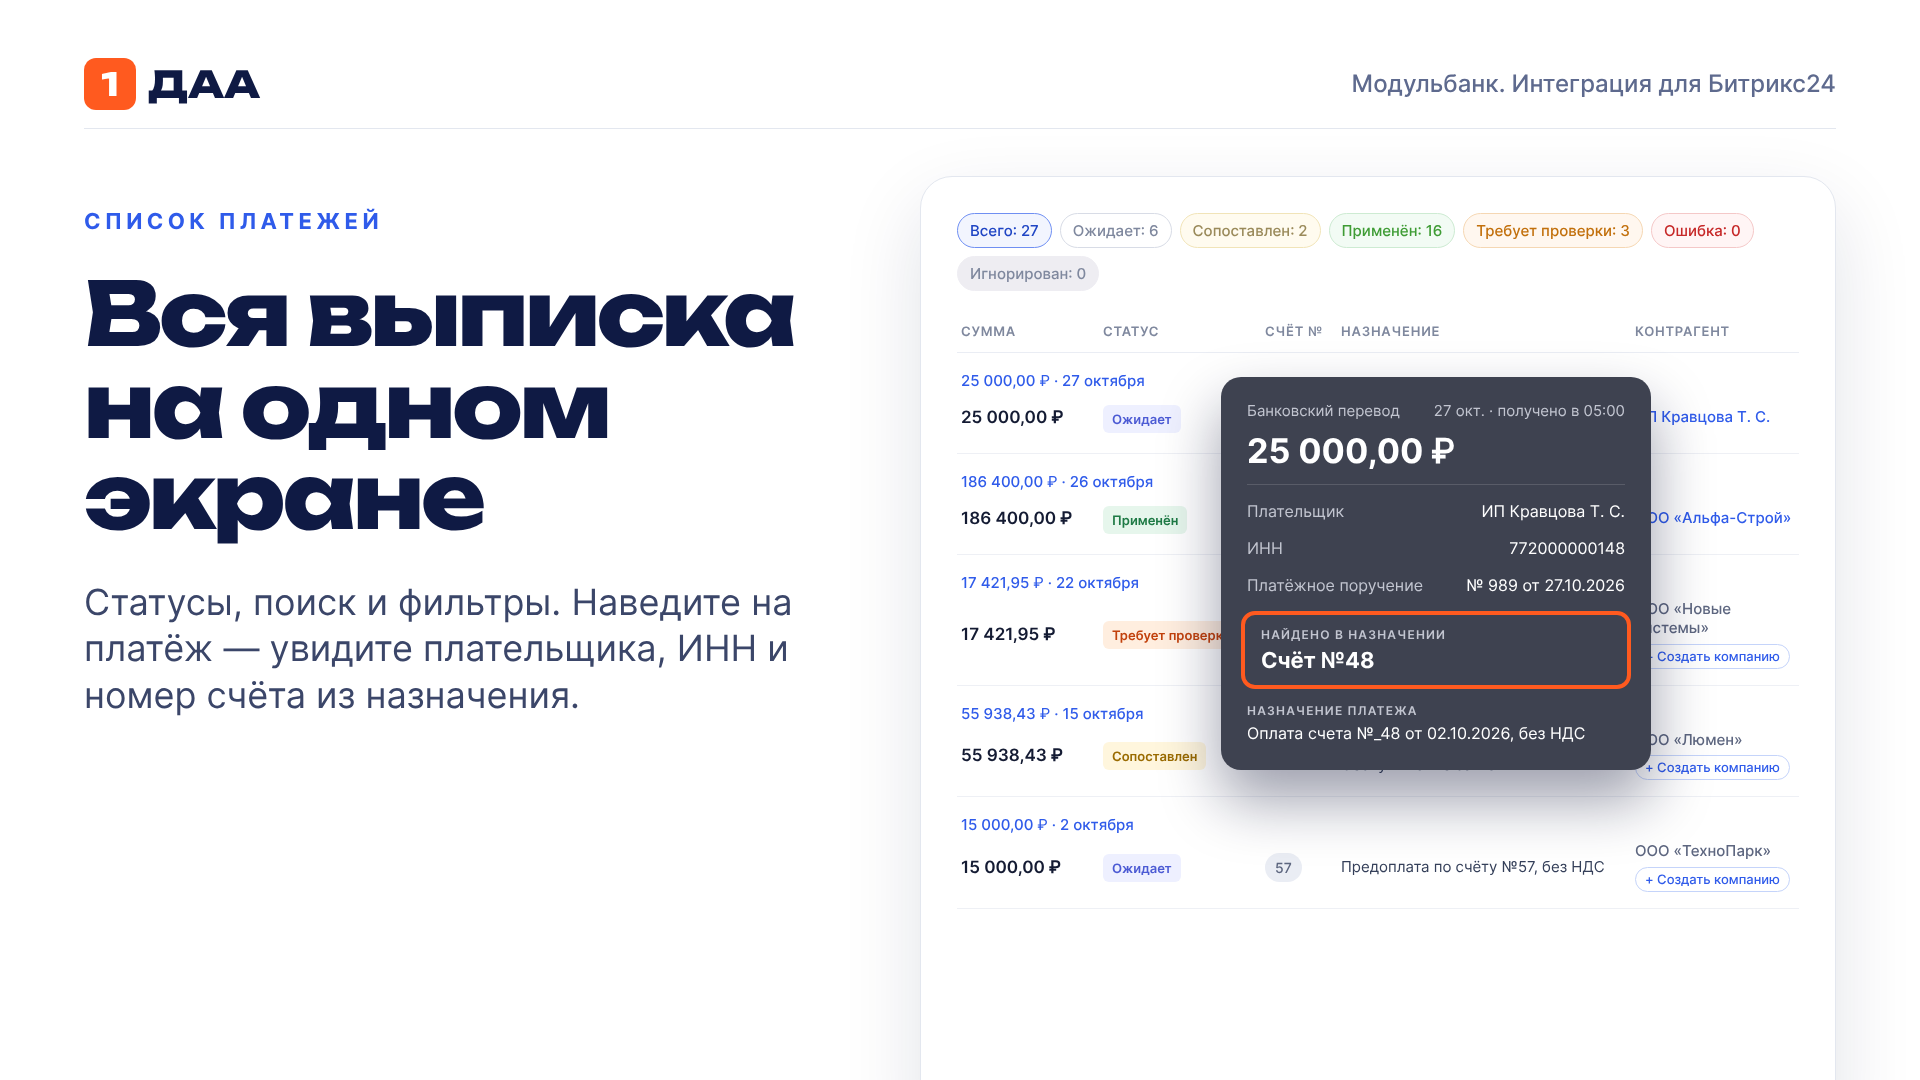 1 ДАА
Модульбанк. Интеграция для Битрикс24
СПИСОК ПЛАТЕЖЕЙ
Вся выписка
на одном
экране
Статусы, поиск и фильтры. Наведите на
платёж — увидите плательщика, ИНН и
номер счёта из назначения.
Всего: 27 Ожидает: 6 Сопоставлен: 2 Применён: 16 Требует проверки: 3 Ошибка: 0
Игнорирован: 0
СУММА СТАТУС СЧЁТ № НАЗНАЧЕНИЕ КОНТРАГЕНТ
25 000,00 ₽ · 27 октября
25 000,00 ₽ Ожидает Кравцова Т. С.
186 400,00 ₽ · 26 октября
186 400,00 ₽ Применён «Альфа-Строй»
17 421,95 ₽ · 22 октября
17 421,95 ₽ Требует «Новые
+ Создать компанию
55 938,43 ₽ · 15 октября
55 938,43 ₽ Сопоставлен «Люмен»
+ Создать компанию
15 000,00 ₽ · 2 октября
15 000,00 ₽ Ожидает 57 Предоплата по счёту №57, без НДС ООО «ТехноПарк»
+ Создать компанию
Банковский перевод 27 окт. · получено в 05:00
25 000,00 ₽
Плательщик ИП Кравцова Т. С.
ИНН 772000000148
Платёжное поручение № 989 от 27.10.2026
НАЙДЕНО В НАЗНАЧЕНИИ
Счёт №48
НАЗНАЧЕНИЕ ПЛАТЕЖА
Оплата счета №_48 от 02.10.2026, без НДС